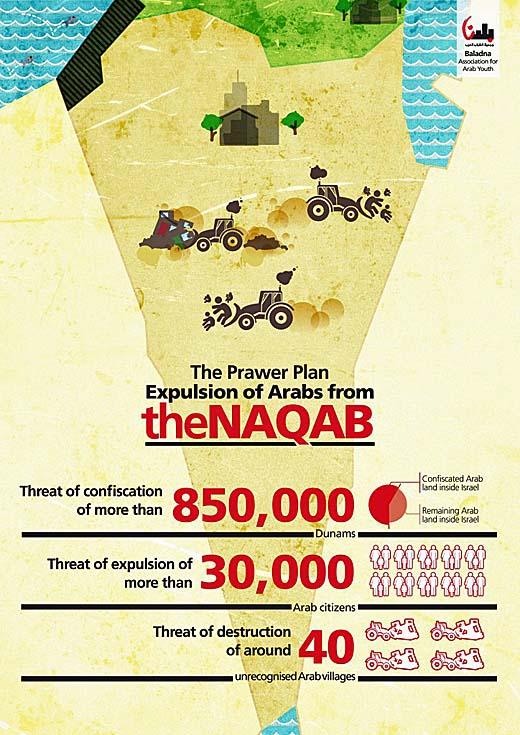 بلدنا
جمعية الشباب العرب
Baladna
Association for
Arab Youth
The Prawer Plan
Expulsion of Arabs from
theNAQAB
Threat of confiscation
of more than
850,000
Dunams
Confiscated Arab
land inside Israel
Remaining Arab
land inside Israel
Threat of expulsion of
more than
30,000
Arab citizens
Threat of destruction
of around
40
unrecognised Arab villages